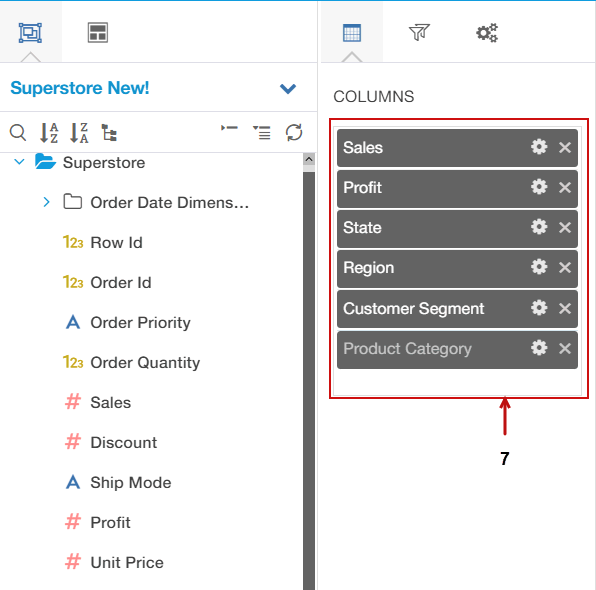 Superstore New!
Superstore
Order Date Dimens...
123 Row Id
123 Order Id
A Order Priority
123 Order Quantity
# Sales
# Discount
A Ship Mode
# Profit
# Unit Price
COLUMNS
Sales
Profit
State
Region
Customer Segment
Product Category
7